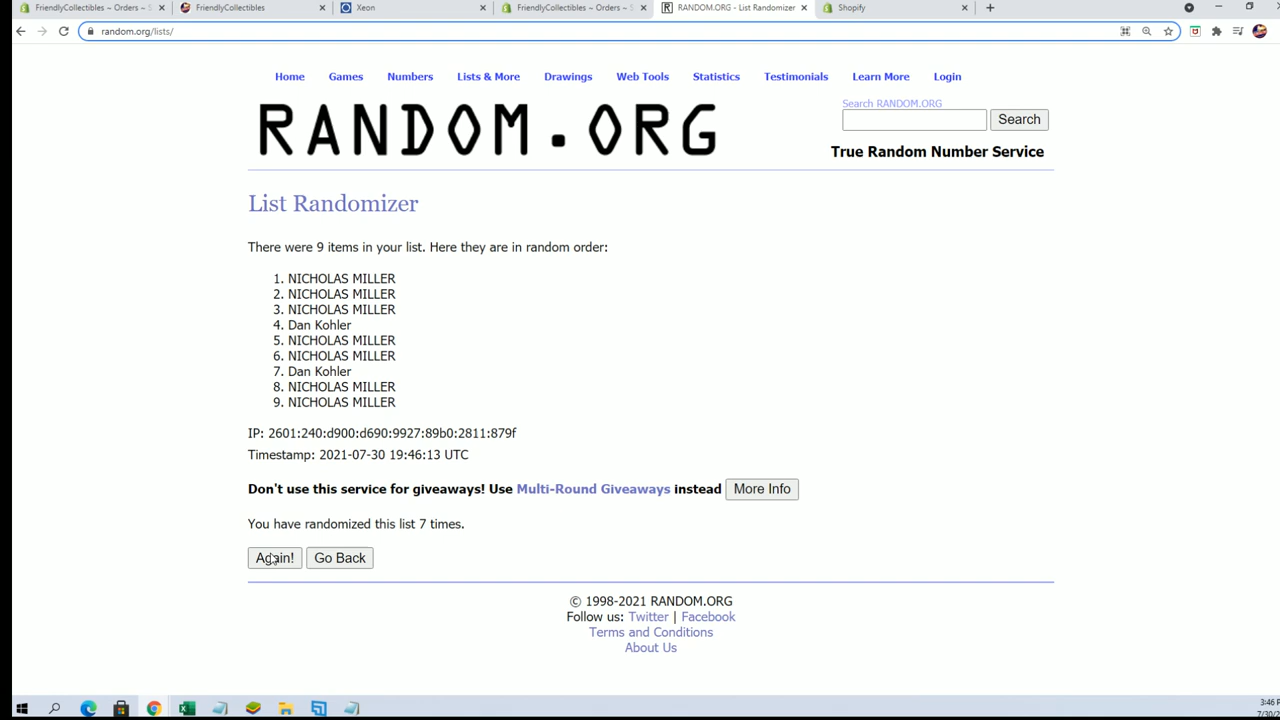 FriendlyCollectibles ~ Orders ~ S
FriendlyCollectibles
Xeon
FriendlyCollectibles ~ Orders ~ S
RANDOM.ORG - List Randomizer
Shopify
random.org/lists/
Home Games Numbers Lists & More Drawings Web Tools Statistics Testimonials Learn More Login
RANDOM.ORG
Search RANDOM.ORG
Search
True Random Number Service
List Randomizer
There were 9 items in your list. Here they are in random order:
1. NICHOLAS MILLER
2. NICHOLAS MILLER
3. NICHOLAS MILLER
4. Dan Kohler
5. NICHOLAS MILLER
6. NICHOLAS MILLER
7. Dan Kohler
8. NICHOLAS MILLER
9. NICHOLAS MILLER
IP: 2601:240:d900:d690:9927:89b0:2811:879f
Timestamp: 2021-07-30 19:46:13 UTC
Don't use this service for giveaways! Use Multi-Round Giveaways instead More Info
You have randomized this list 7 times.
Again! Go Back
© 1998-2021 RANDOM.ORG
Follow us: Twitter | Facebook
Terms and Conditions
About Us
3:46 P
7/30/2